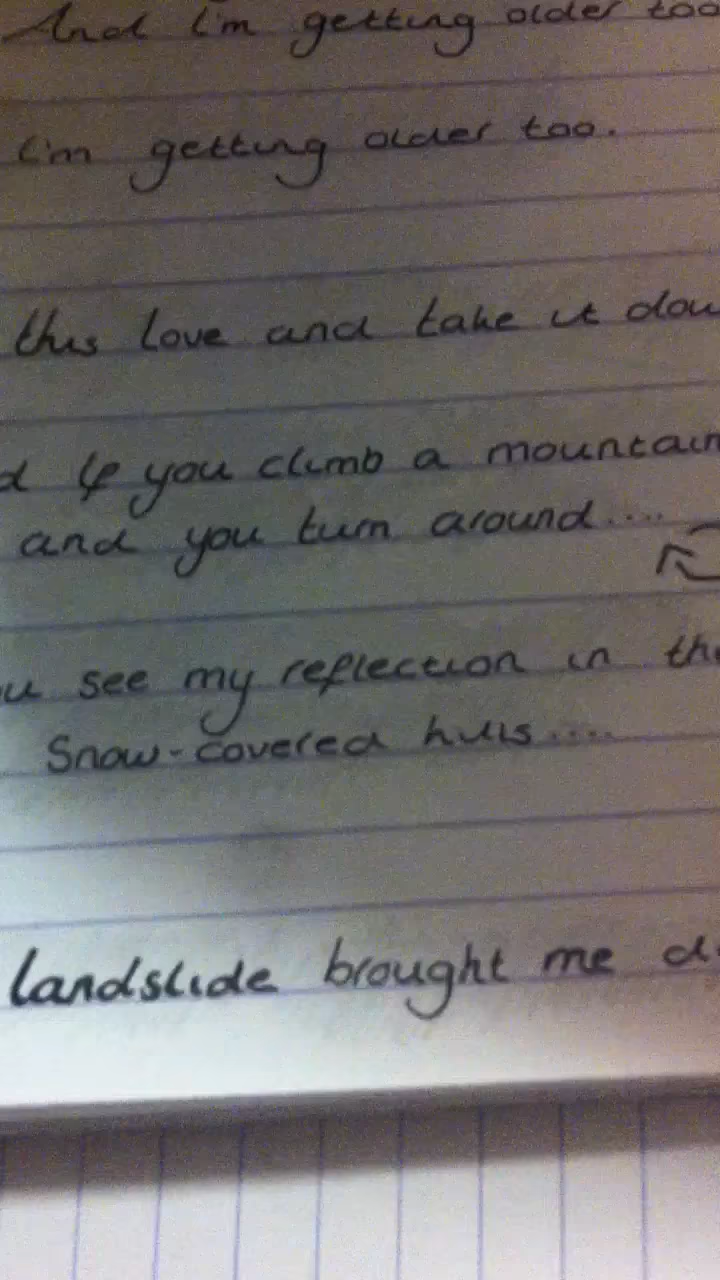 And I'm getting older too
I'm getting older too.
this love and take it dow
d if you climb a mountain
and you turn around....
u see my reflection in the
Snow-covered hills....
landslide brought me d